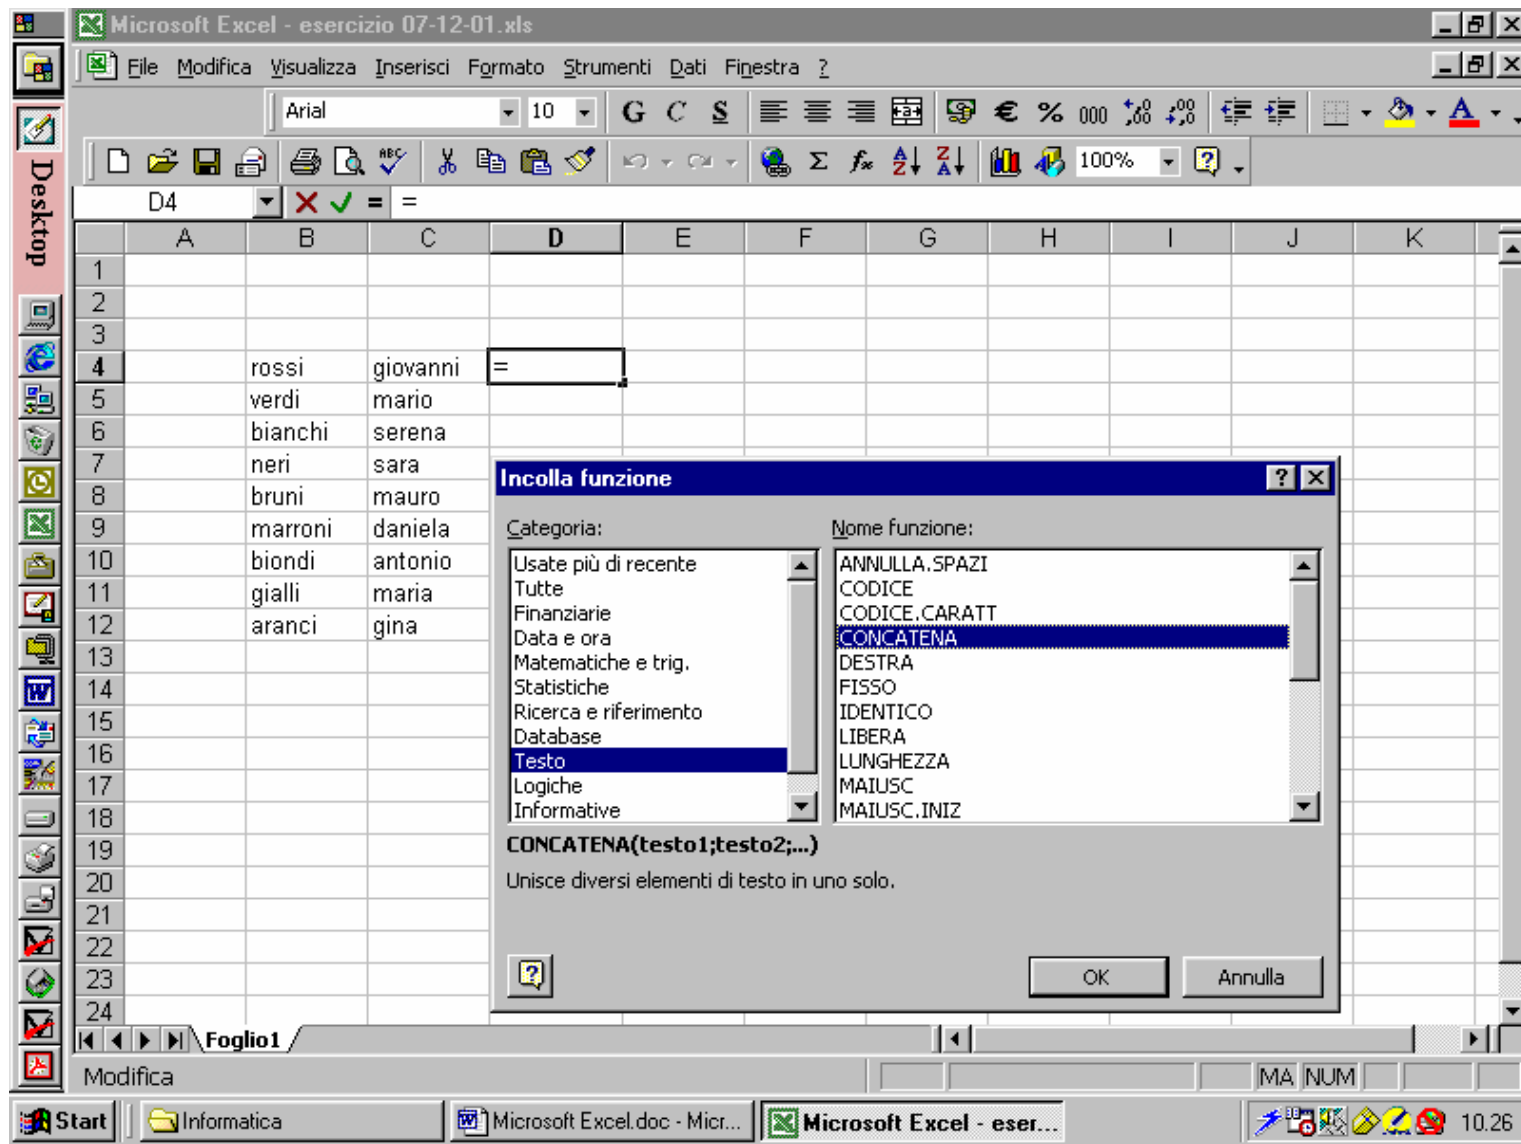 Microsoft Excel - esercizio 07-12-01.xls
File Modifica Visualizza Inserisci Formato Strumenti Dati Finestra ?
Arial 10 G C S € % 000
ABC 100%
D4 = =
Desktop
A B C D E F G H I J K
1
2
3
4 rossi giovanni =
5 verdi mario
6 bianchi serena
7 neri sara
8 bruni mauro
9 marroni daniela
10 biondi antonio
11 gialli maria
12 aranci gina
13
14
15
16
17
18
19
20
21
22
23
24
Incolla funzione
Categoria:
Usate più di recente
Tutte
Finanziarie
Data e ora
Matematiche e trig.
Statistiche
Ricerca e riferimento
Database
Testo
Logiche
Informative
Nome funzione:
ANNULLA.SPAZI
CODICE
CODICE.CARATT
CONCATENA
DESTRA
FISSO
IDENTICO
LIBERA
LUNGHEZZA
MAIUSC
MAIUSC.INIZ
CONCATENA(testo1;testo2;...)
Unisce diversi elementi di testo in uno solo.
OK Annulla
Foglio1
Modifica MA NUM
Start Informatica Microsoft Excel.doc - Micr... Microsoft Excel - eser... 10.26